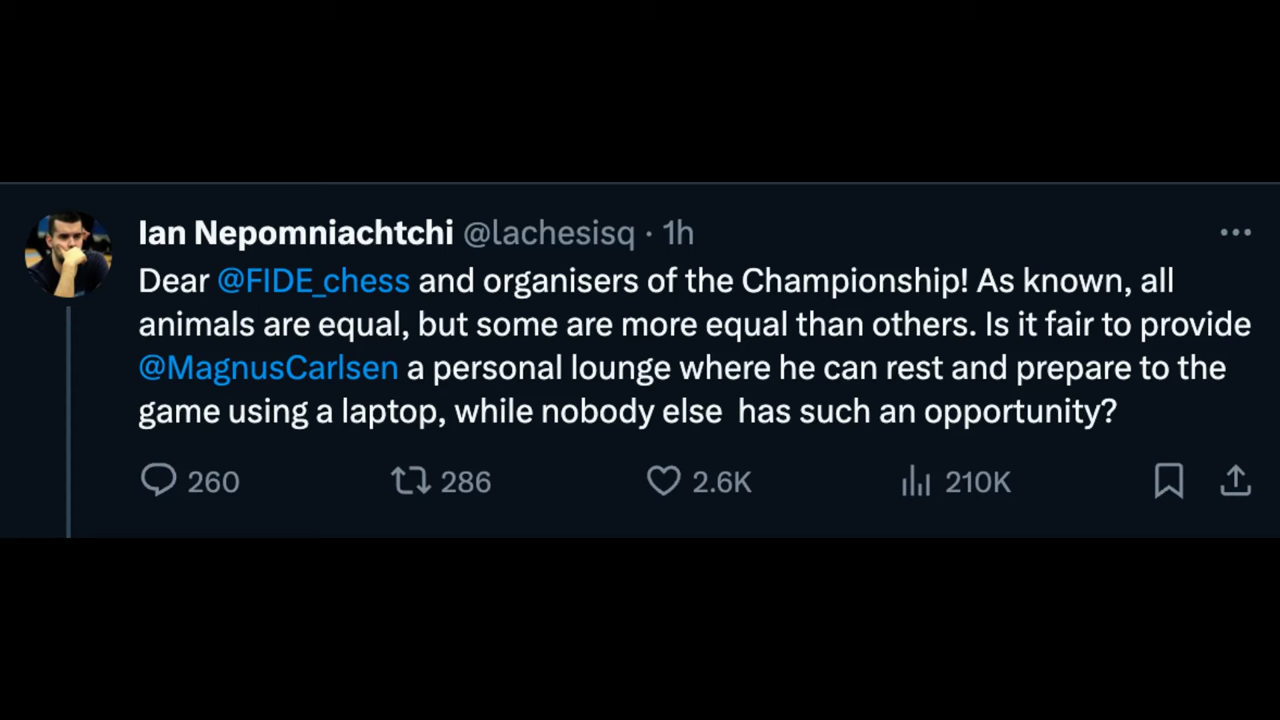 Ian Nepomniachtchi @lachesisq · 1h
Dear @FIDE_chess and organisers of the Championship! As known, all
animals are equal, but some are more equal than others. Is it fair to provide
@MagnusCarlsen a personal lounge where he can rest and prepare to the
game using a laptop, while nobody else  has such an opportunity?
260 286 2.6K 210K